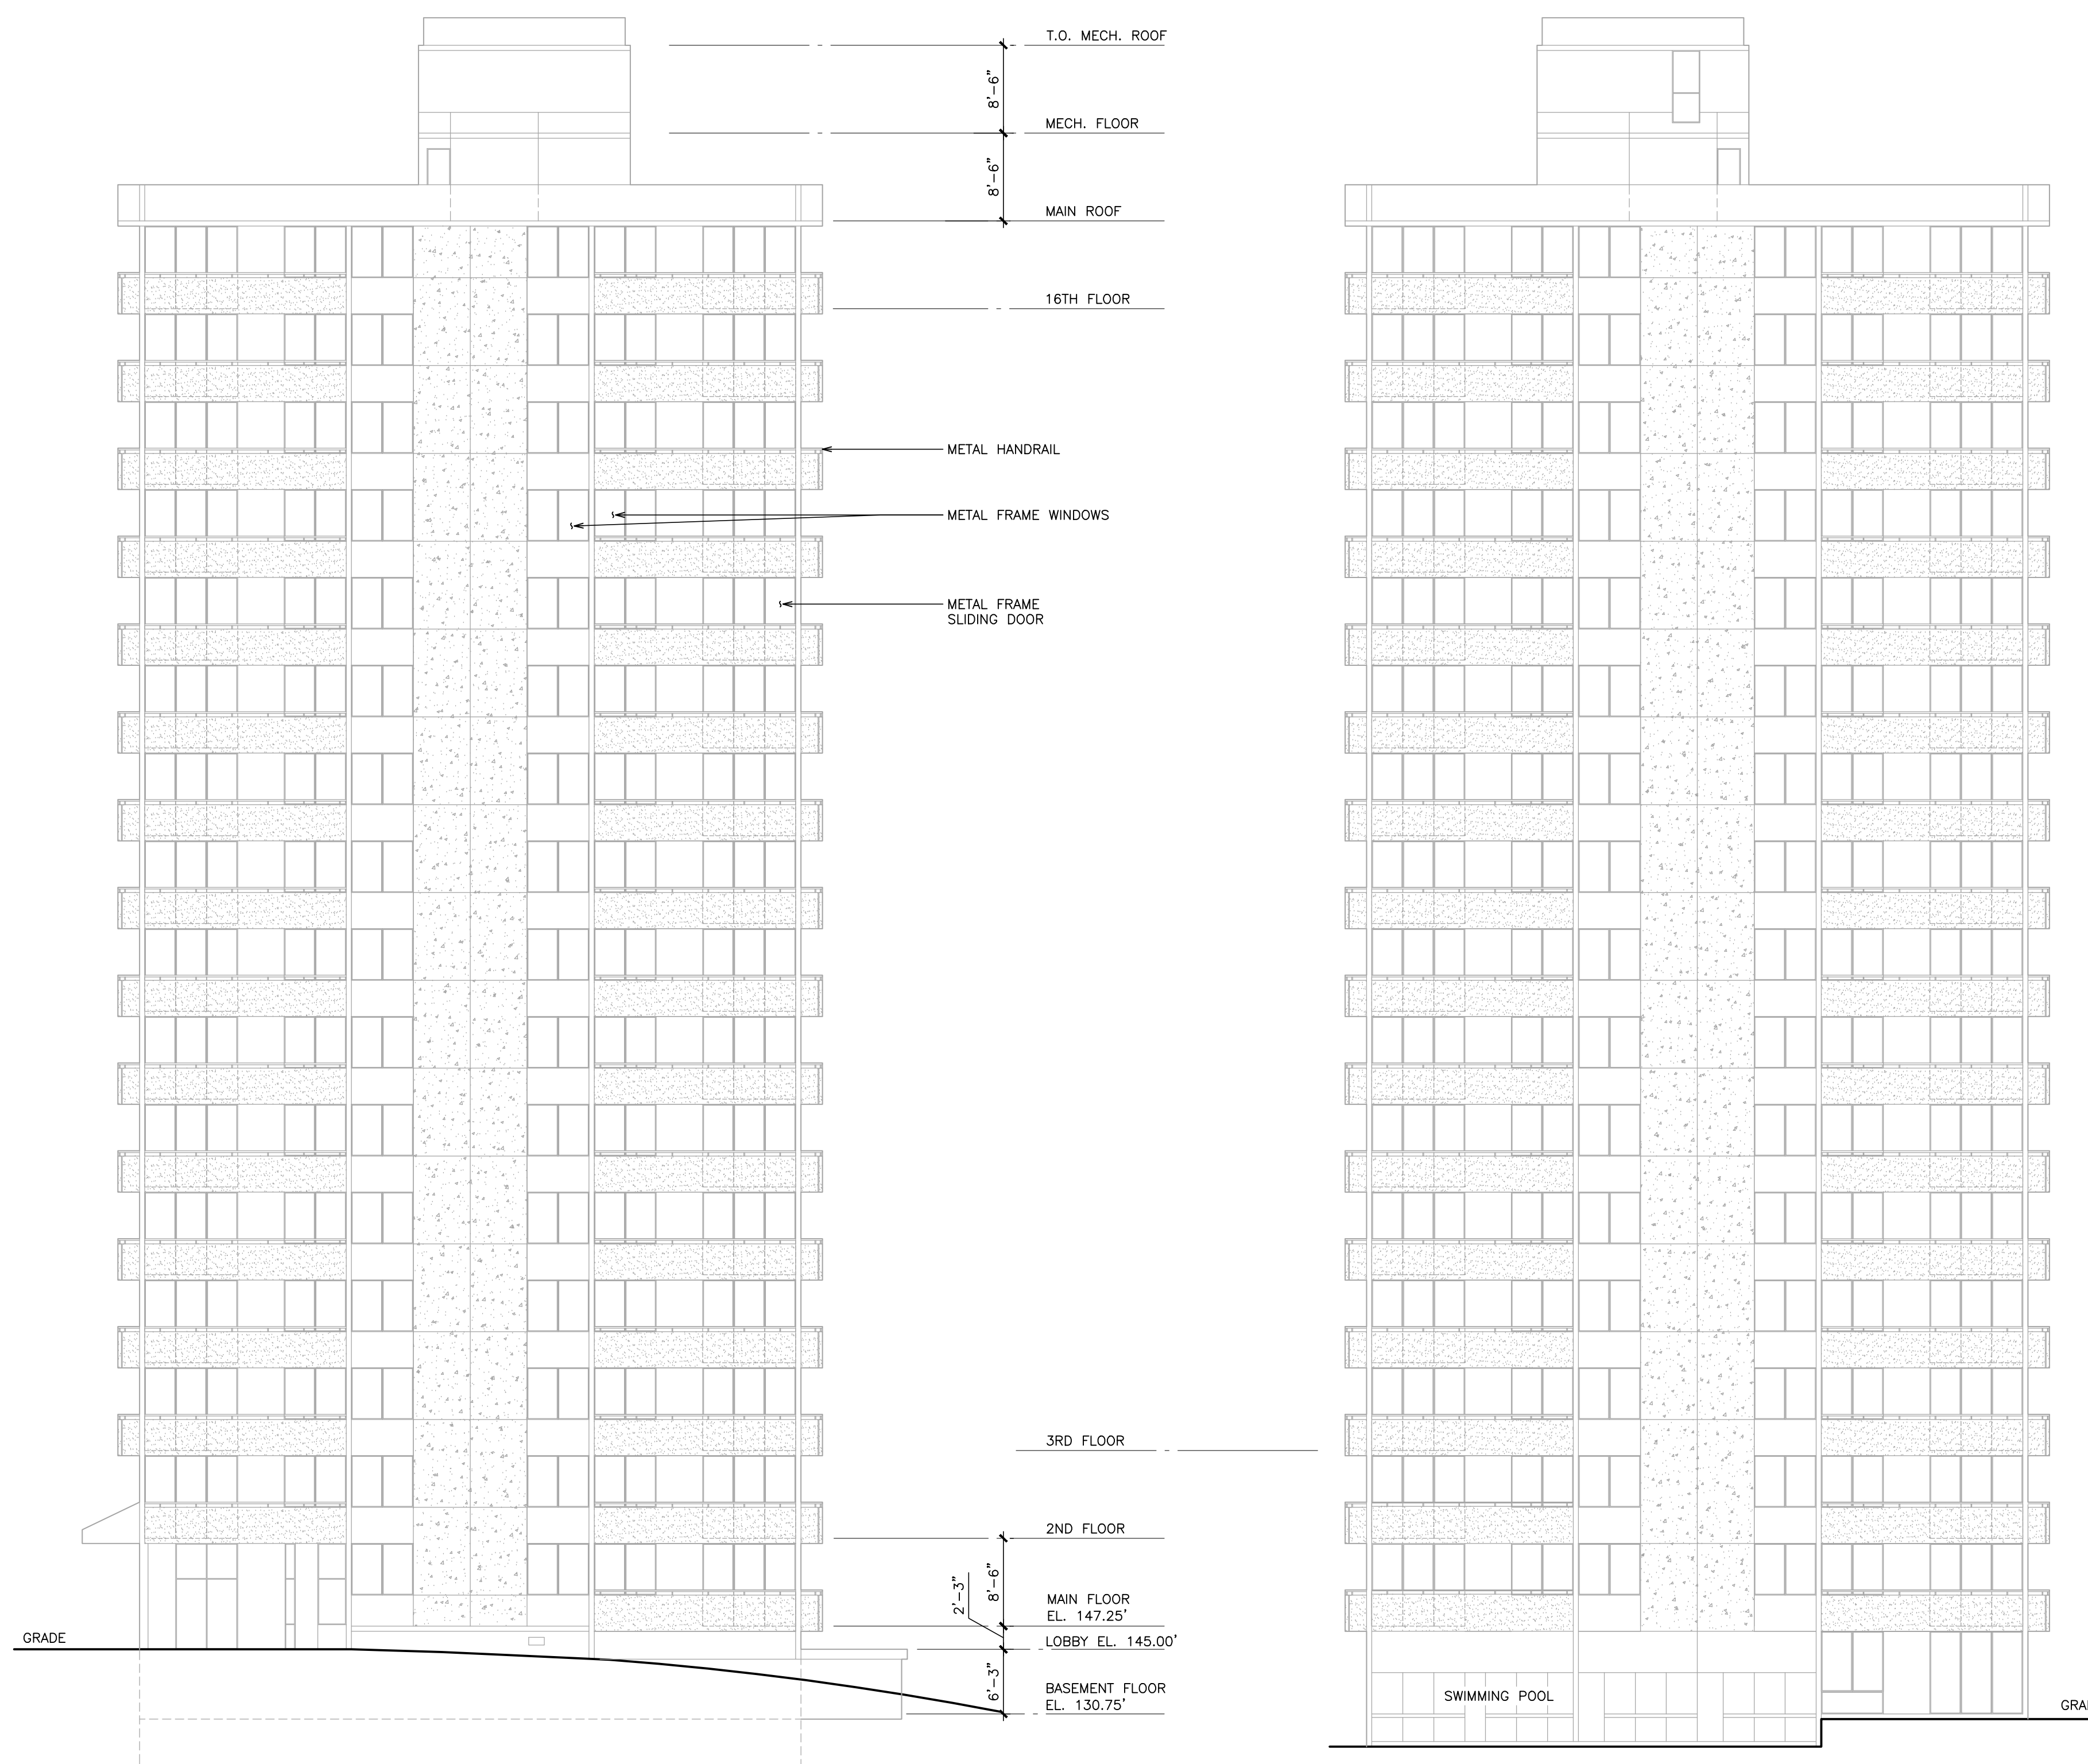 T.O. MECH. ROOF
8'-6"
MECH. FLOOR
8'-6"
MAIN ROOF
16TH FLOOR
METAL HANDRAIL
METAL FRAME WINDOWS
METAL FRAME
SLIDING DOOR
3RD FLOOR
2ND FLOOR
8'-6"
2'-3"
MAIN FLOOR
EL. 147.25'
GRADE
LOBBY EL. 145.00'
6'-3"
BASEMENT FLOOR
EL. 130.75'
SWIMMING POOL